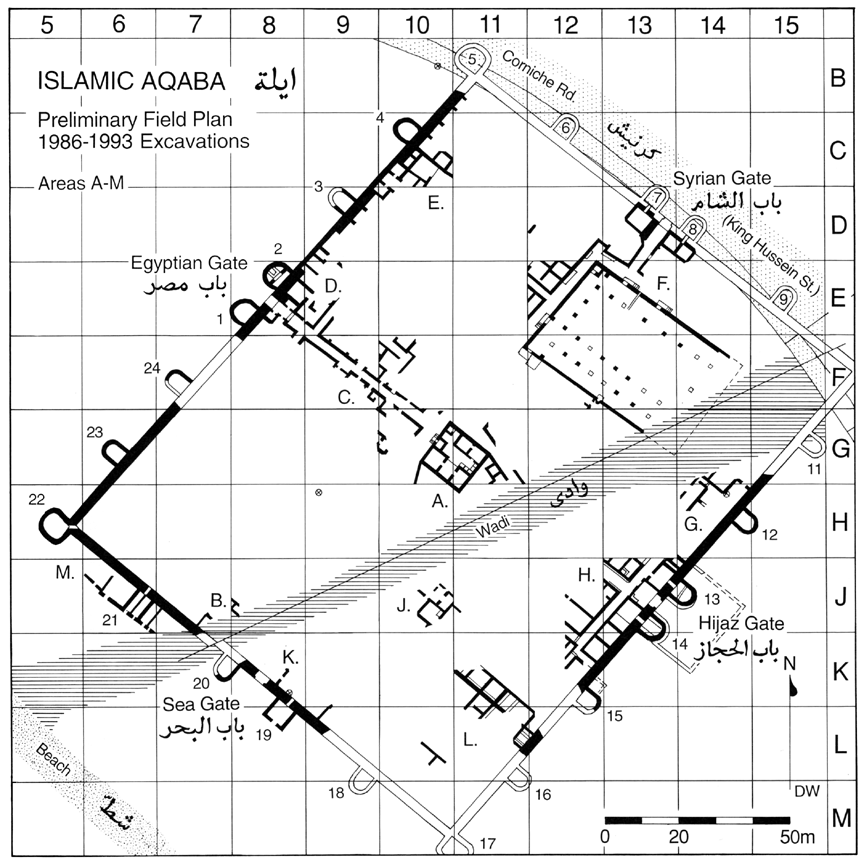 5 6 7 8 9 10 11 12 13 14 15
B
C
D
E
F
G
H
J
K
L
M
ISLAMIC AQABA ايلة
Preliminary Field Plan
1986-1993 Excavations
Areas A-M
5
Corniche Rd.
كرنيش
6
4
3
E.
Syrian Gate
باب الشام
(King Hussein St.)
7
8
9
Egyptian Gate
باب مصر
2
1
D.
F.
24
C.
23
A.
11
22
وادى
Wadi
G.
12
M.
H.
21
B.
J.
13
Hijaz Gate
باب الحجاز
14
N
20
K.
Sea Gate
باب البحر
19
15
L.
Beach
شط
18
16
17
DW
0 20 50m